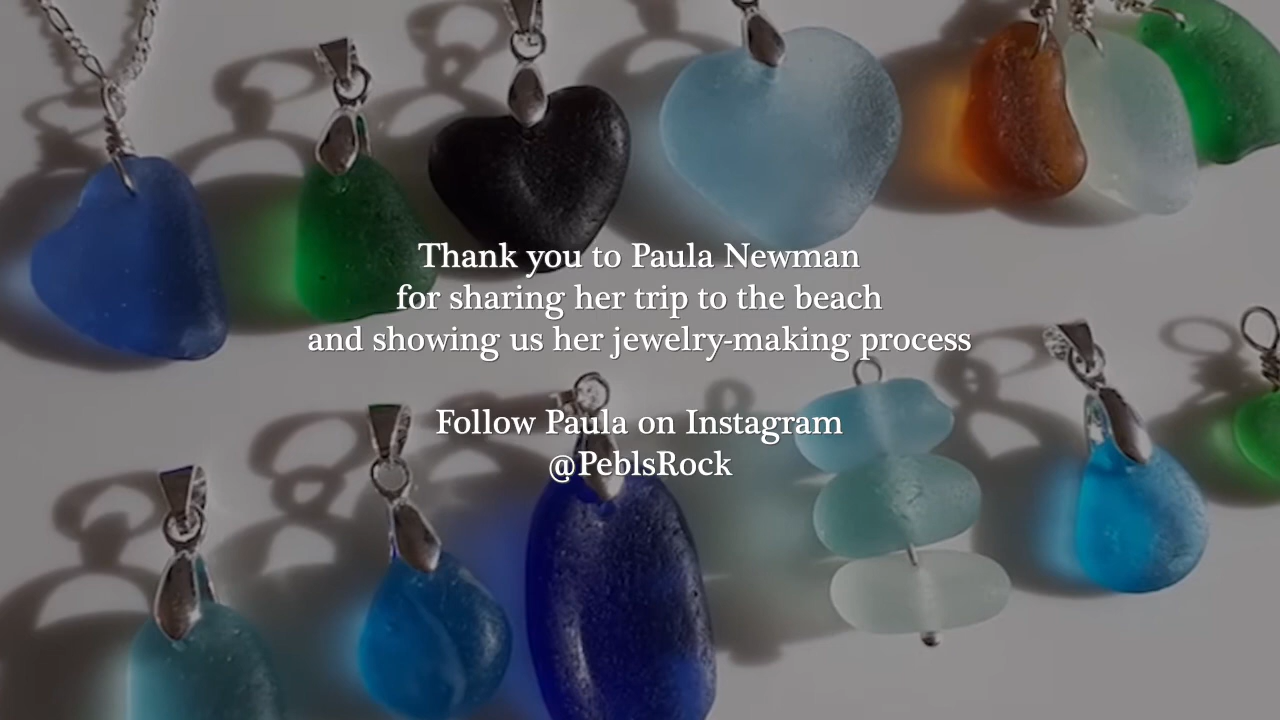 Thank you to Paula Newman
for sharing her trip to the beach
and showing us her jewelry-making process
Follow Paula on Instagram
@PeblsRock